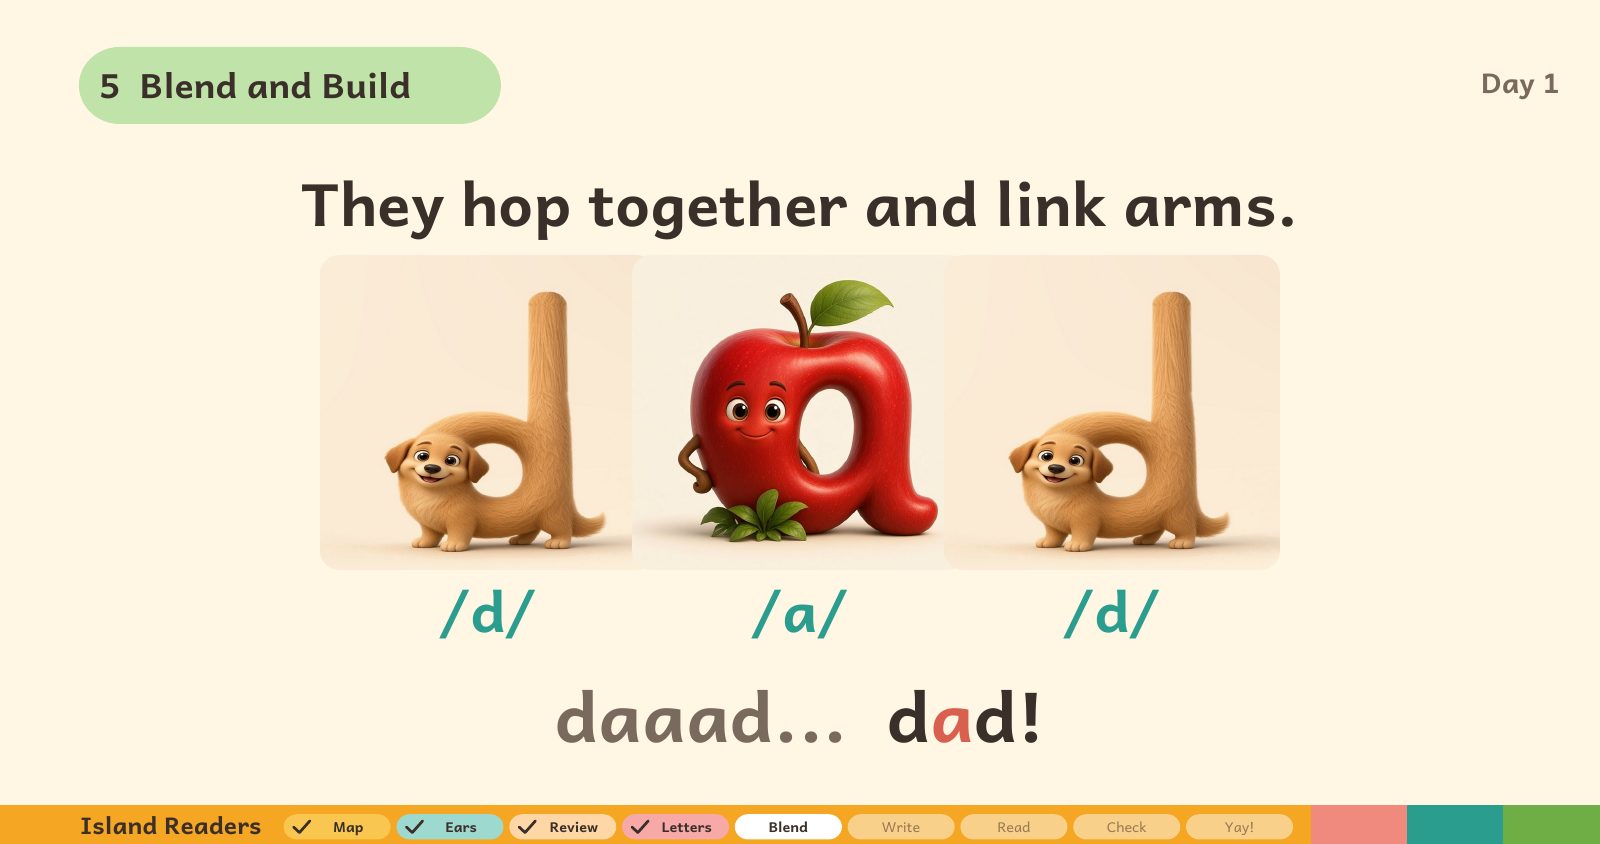 5 Blend and Build
Day 1
They hop together and link arms.
/d/ /a/ /d/
daaad... dad!
Island Readers Map Ears Review Letters Blend Write Read Check Yay!